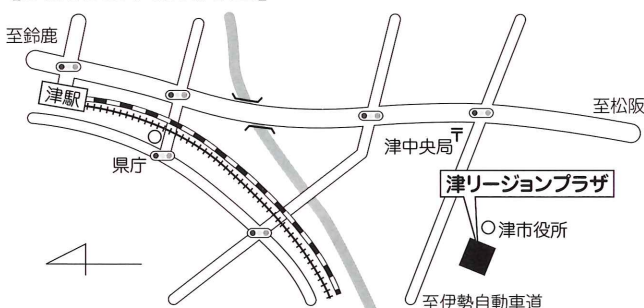 至鈴鹿
津駅
県庁
至松阪
津中央局
〒
津リージョンプラザ
津市役所
至伊勢自動車道